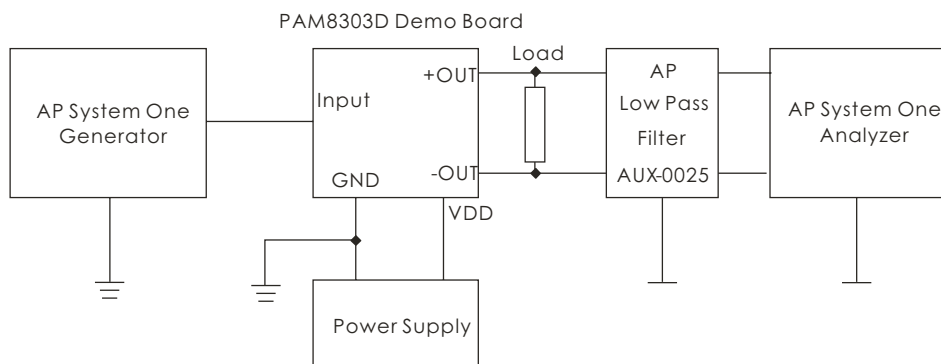 PAM8303D Demo Board
AP System One
Generator
Input
+OUT
-OUT
GND
VDD
Load
AP
Low Pass
Filter
AUX-0025
AP System One
Analyzer
Power Supply